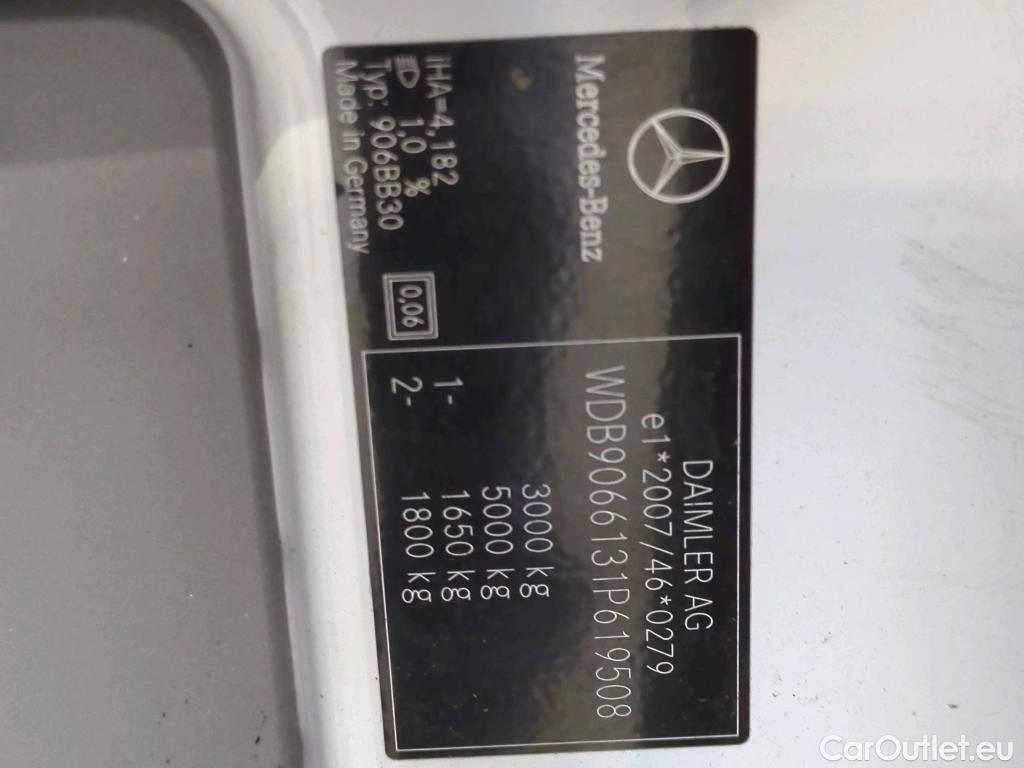 Mercedes-Benz
DAIMLER AG
e1*2007/46*0279
WDB9066131P619508
3000 kg
5000 kg
1- 1650 kg
2- 1800 kg
iHA=4,182
1,0 %
Typ: 906BB30
Made in Germany
0,06
CarOutlet.eu